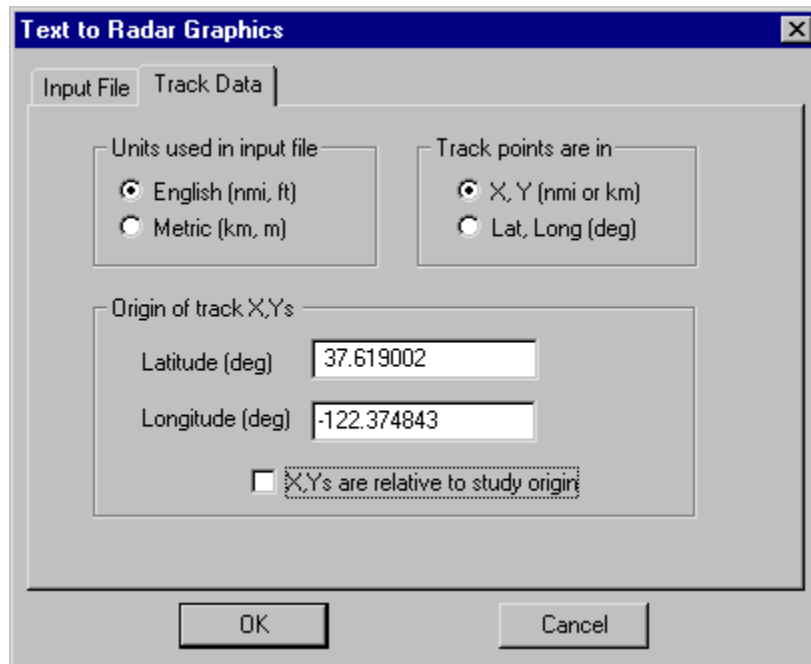 Text to Radar Graphics
Input File Track Data
Units used in input file
English (nmi, ft)
Metric (km, m)
Track points are in
X, Y (nmi or km)
Lat, Long (deg)
Origin of track X,Ys
Latitude (deg) 37.619002
Longitude (deg) -122.374843
X,Ys are relative to study origin
OK Cancel